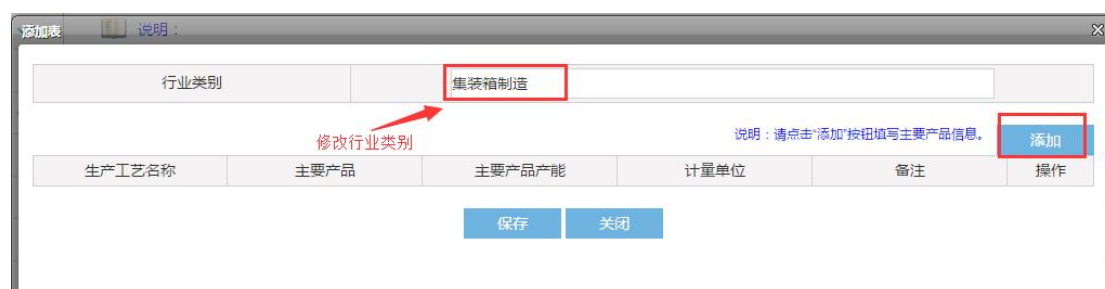 添加表 说明：
行业类别 集装箱制造
修改行业类别
说明：请点击“添加”按钮填写主要产品信息。 添加
生产工艺名称 主要产品 主要产品产能 计量单位 备注 操作
保存 关闭